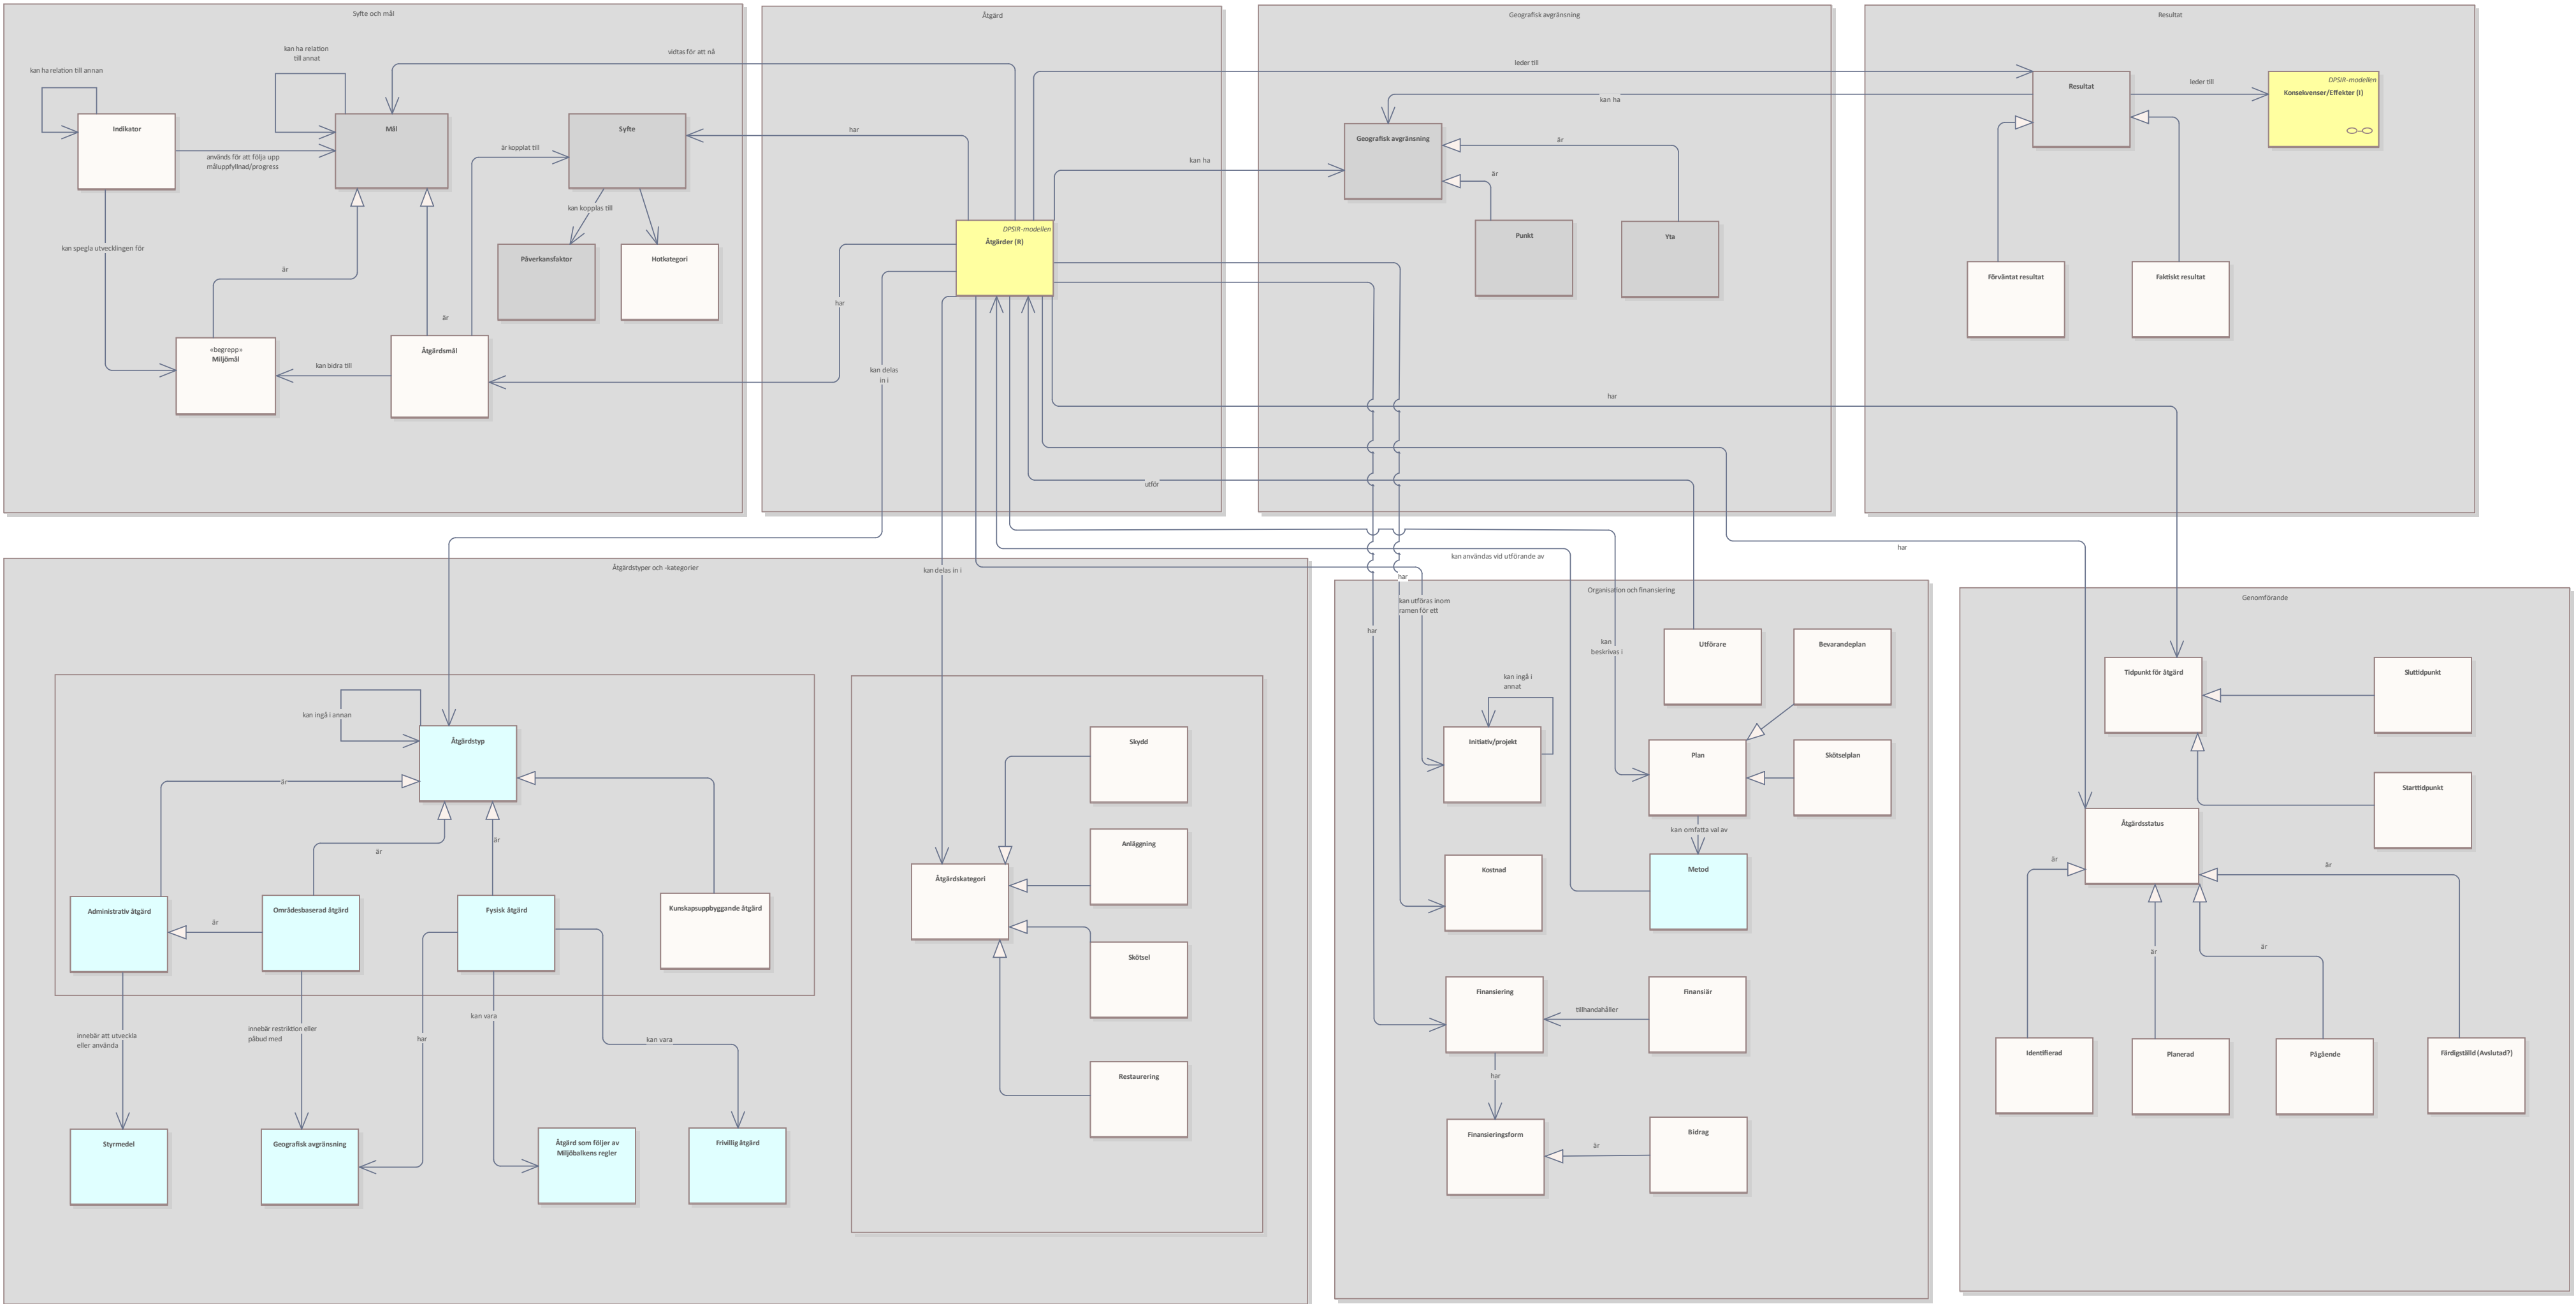 Syfte och mål
kan ha relation till annan
kan ha relation
till annat
vidtas för att nå
Indikator
Mål
Syfte
har
är kopplat till
används för att följa upp
måluppfyllnad/progress
kan kopplas till
kan spegla utvecklingen för
Påverkansfaktor
Hotkategori
är
är
har
«begrepp»
Miljömål
Åtgärdsmål
kan bidra till
Åtgärd
DPSIR-modellen
Åtgärder (R)
kan delas
in i
Geografisk avgränsning
leder till
kan ha
Geografisk avgränsning
är
kan ha
är
Punkt
Yta
har
utför
Resultat
Resultat
leder till
DPSIR-modellen
Konsekvenser/Effekter (I)
Förväntat resultat
Faktiskt resultat
har
kan användas vid utförande av
kan delas in i
har
Åtgärdstyper och -kategorier
kan ingå i annan
Åtgärdstyp
är
är
är
Administrativ åtgärd
är
Områdesbaserad åtgärd
Fysisk åtgärd
Kunskapsuppbyggande åtgärd
innebär att utveckla
eller använda
innebär restriktion eller
påbud med
har
kan vara
kan vara
Styrmedel
Geografisk avgränsning
Åtgärd som följer av
Miljöbalkens regler
Frivillig åtgärd
Skydd
Anläggning
Åtgärdskategori
Skötsel
Restaurering
Organisation och finansiering
kan utföras inom
ramen för ett
har
kan
beskrivas i
Utförare
Bevarandeplan
kan ingå i
annat
Initiativ/projekt
Plan
Skötselplan
kan omfatta val av
Kostnad
Metod
Finansiering
tillhandahåller
Finansiär
har
Finansieringsform
är
Bidrag
Genomförande
Tidpunkt för åtgärd
Sluttidpunkt
Starttidpunkt
Åtgärdsstatus
är
är
är
är
Identifierad
Planerad
Pågående
Färdigställd (Avslutad?)